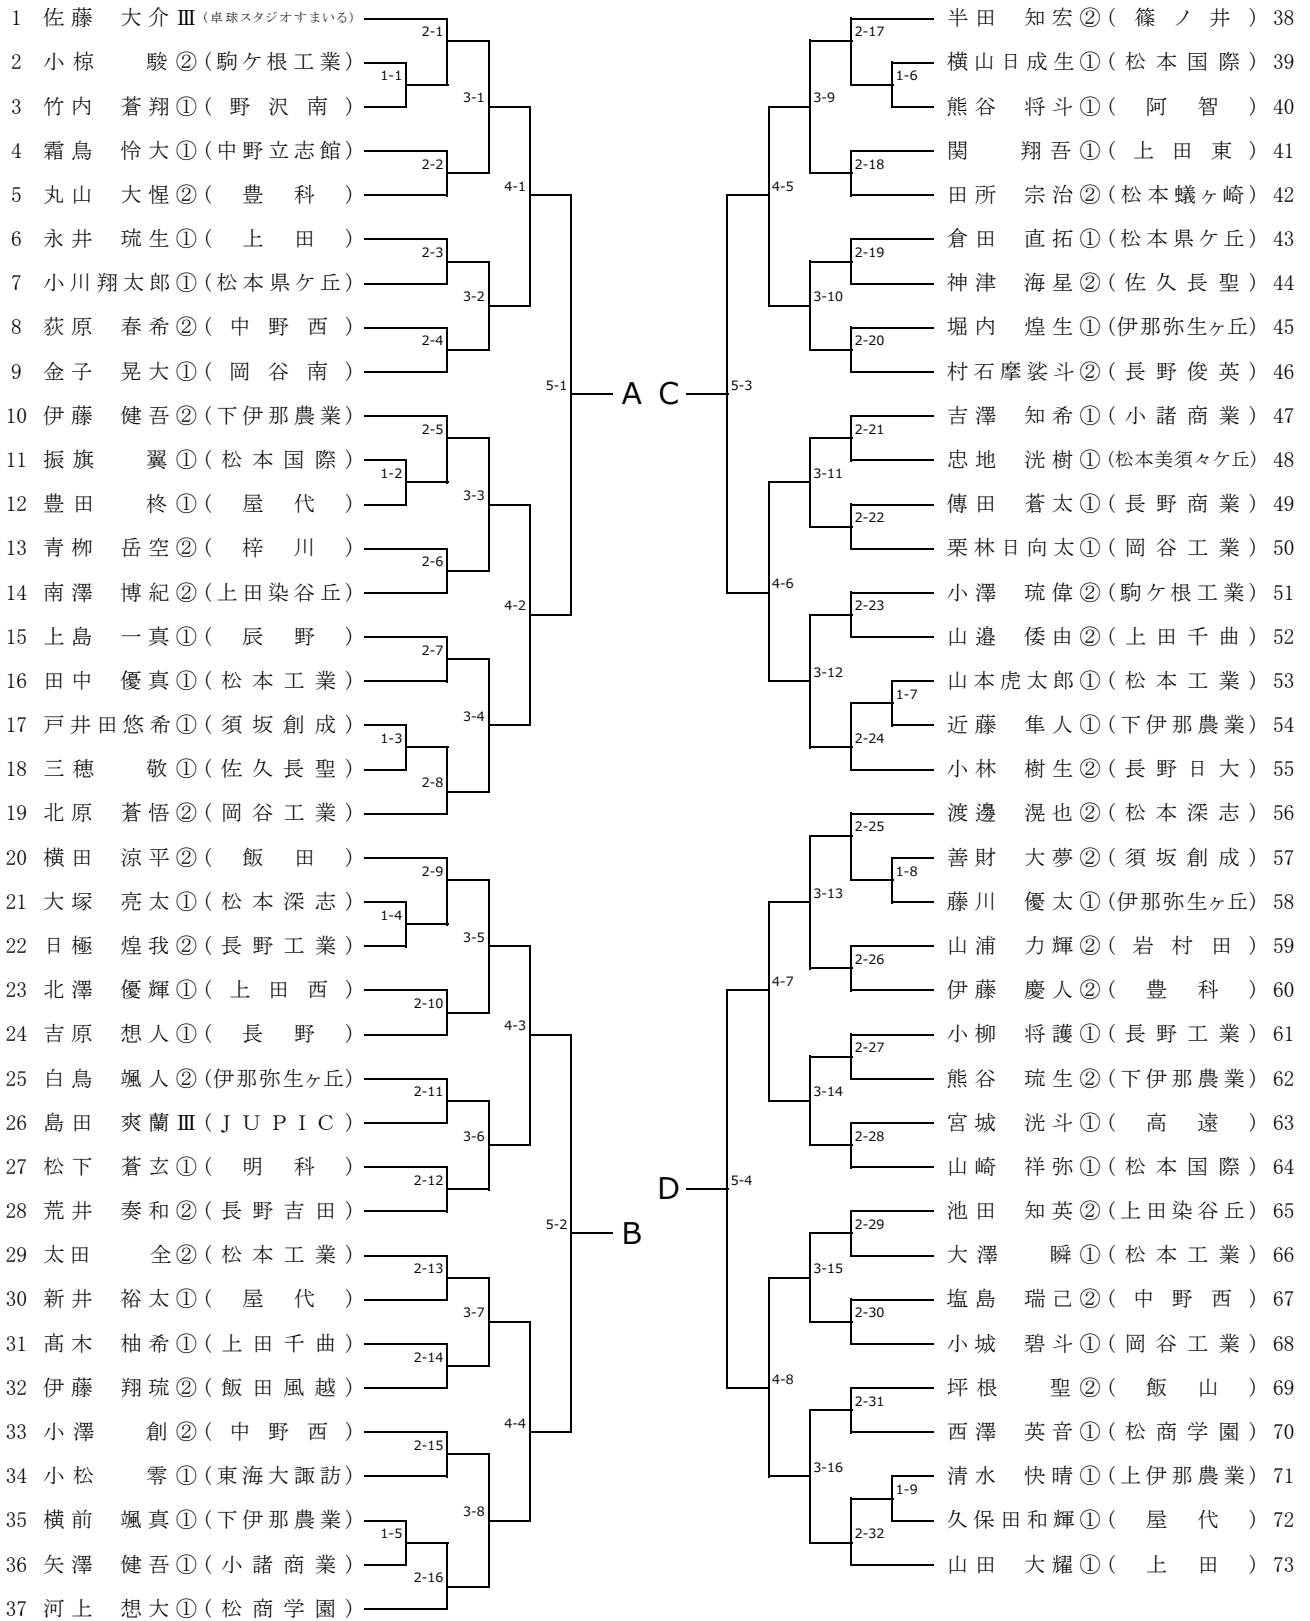 1 佐藤 大介Ⅲ(卓球スタジオすまいる)
2 小椋 駿②(駒ケ根工業)
3 竹内 蒼翔①(野沢南)
4 霜鳥 怜大①(中野立志館)
5 丸山 大惺②(豊科)
6 永井 琉生①(上田)
7 小川翔太郎①(松本県ケ丘)
8 荻原 春希②(中野西)
9 金子 晃大①(岡谷南)
10 伊藤 健吾②(下伊那農業)
11 振旗 翼①(松本国際)
12 豊田 柊①(屋代)
13 青栁 岳空②(梓川)
14 南澤 博紀②(上田染谷丘)
15 上島 一真①(辰野)
16 田中 優真①(松本工業)
17 戸井田悠希①(須坂創成)
18 三穂 敬①(佐久長聖)
19 北原 蒼悟②(岡谷工業)
20 横田 涼平②(飯田)
21 大塚 亮太①(松本深志)
22 日極 煌我②(長野工業)
23 北澤 優輝①(上田西)
24 吉原 想人①(長野)
25 白鳥 颯人②(伊那弥生ヶ丘)
26 島田 爽蘭Ⅲ(ＪＵＰＩＣ)
27 松下 蒼玄①(明科)
28 荒井 奏和②(長野吉田)
29 太田 全②(松本工業)
30 新井 裕太①(屋代)
31 髙木 柚希①(上田千曲)
32 伊藤 翔琉②(飯田風越)
33 小澤 創②(中野西)
34 小松 零①(東海大諏訪)
35 横前 颯真①(下伊那農業)
36 矢澤 健吾①(小諸商業)
37 河上 想大①(松商学園)
2-1
1-1
3-1
2-2
4-1
2-3
3-2
2-4
5-1
2-5
1-2
3-3
2-6
4-2
2-7
3-4
1-3
2-8
2-9
1-4
3-5
2-10
4-3
2-11
3-6
2-12
5-2
2-13
3-7
2-14
4-4
2-15
3-8
1-5
2-16
A C
B
D
2-17
1-6
3-9
2-18
4-5
2-19
3-10
2-20
5-3
2-21
3-11
2-22
4-6
2-23
3-12
1-7
2-24
2-25
1-8
3-13
2-26
4-7
2-27
3-14
2-28
5-4
2-29
3-15
2-30
4-8
2-31
3-16
1-9
2-32
半田 知宏②(篠ノ井) 38
横山日成生①(松本国際) 39
熊谷 将斗①(阿智) 40
関 翔吾①(上田東) 41
田所 宗治②(松本蟻ヶ崎) 42
倉田 直拓①(松本県ケ丘) 43
神津 海星②(佐久長聖) 44
堀内 煌生①(伊那弥生ヶ丘) 45
村石摩裟斗②(長野俊英) 46
吉澤 知希①(小諸商業) 47
忠地 洸樹①(松本美須々ケ丘) 48
傳田 蒼太①(長野商業) 49
栗林日向太①(岡谷工業) 50
小澤 琉偉②(駒ケ根工業) 51
山邉 倭由②(上田千曲) 52
山本虎太郎①(松本工業) 53
近藤 隼人①(下伊那農業) 54
小林 樹生②(長野日大) 55
渡邊 滉也②(松本深志) 56
善財 大夢②(須坂創成) 57
藤川 優太①(伊那弥生ヶ丘) 58
山浦 力輝②(岩村田) 59
伊藤 慶人②(豊科) 60
小柳 将護①(長野工業) 61
熊谷 琉生②(下伊那農業) 62
宮城 洸斗①(高遠) 63
山崎 祥弥①(松本国際) 64
池田 知英②(上田染谷丘) 65
大澤 瞬①(松本工業) 66
塩島 瑞己②(中野西) 67
小城 碧斗①(岡谷工業) 68
坪根 聖②(飯山) 69
西澤 英音①(松商学園) 70
清水 快晴①(上伊那農業) 71
久保田和輝①(屋代) 72
山田 大耀①(上田) 73